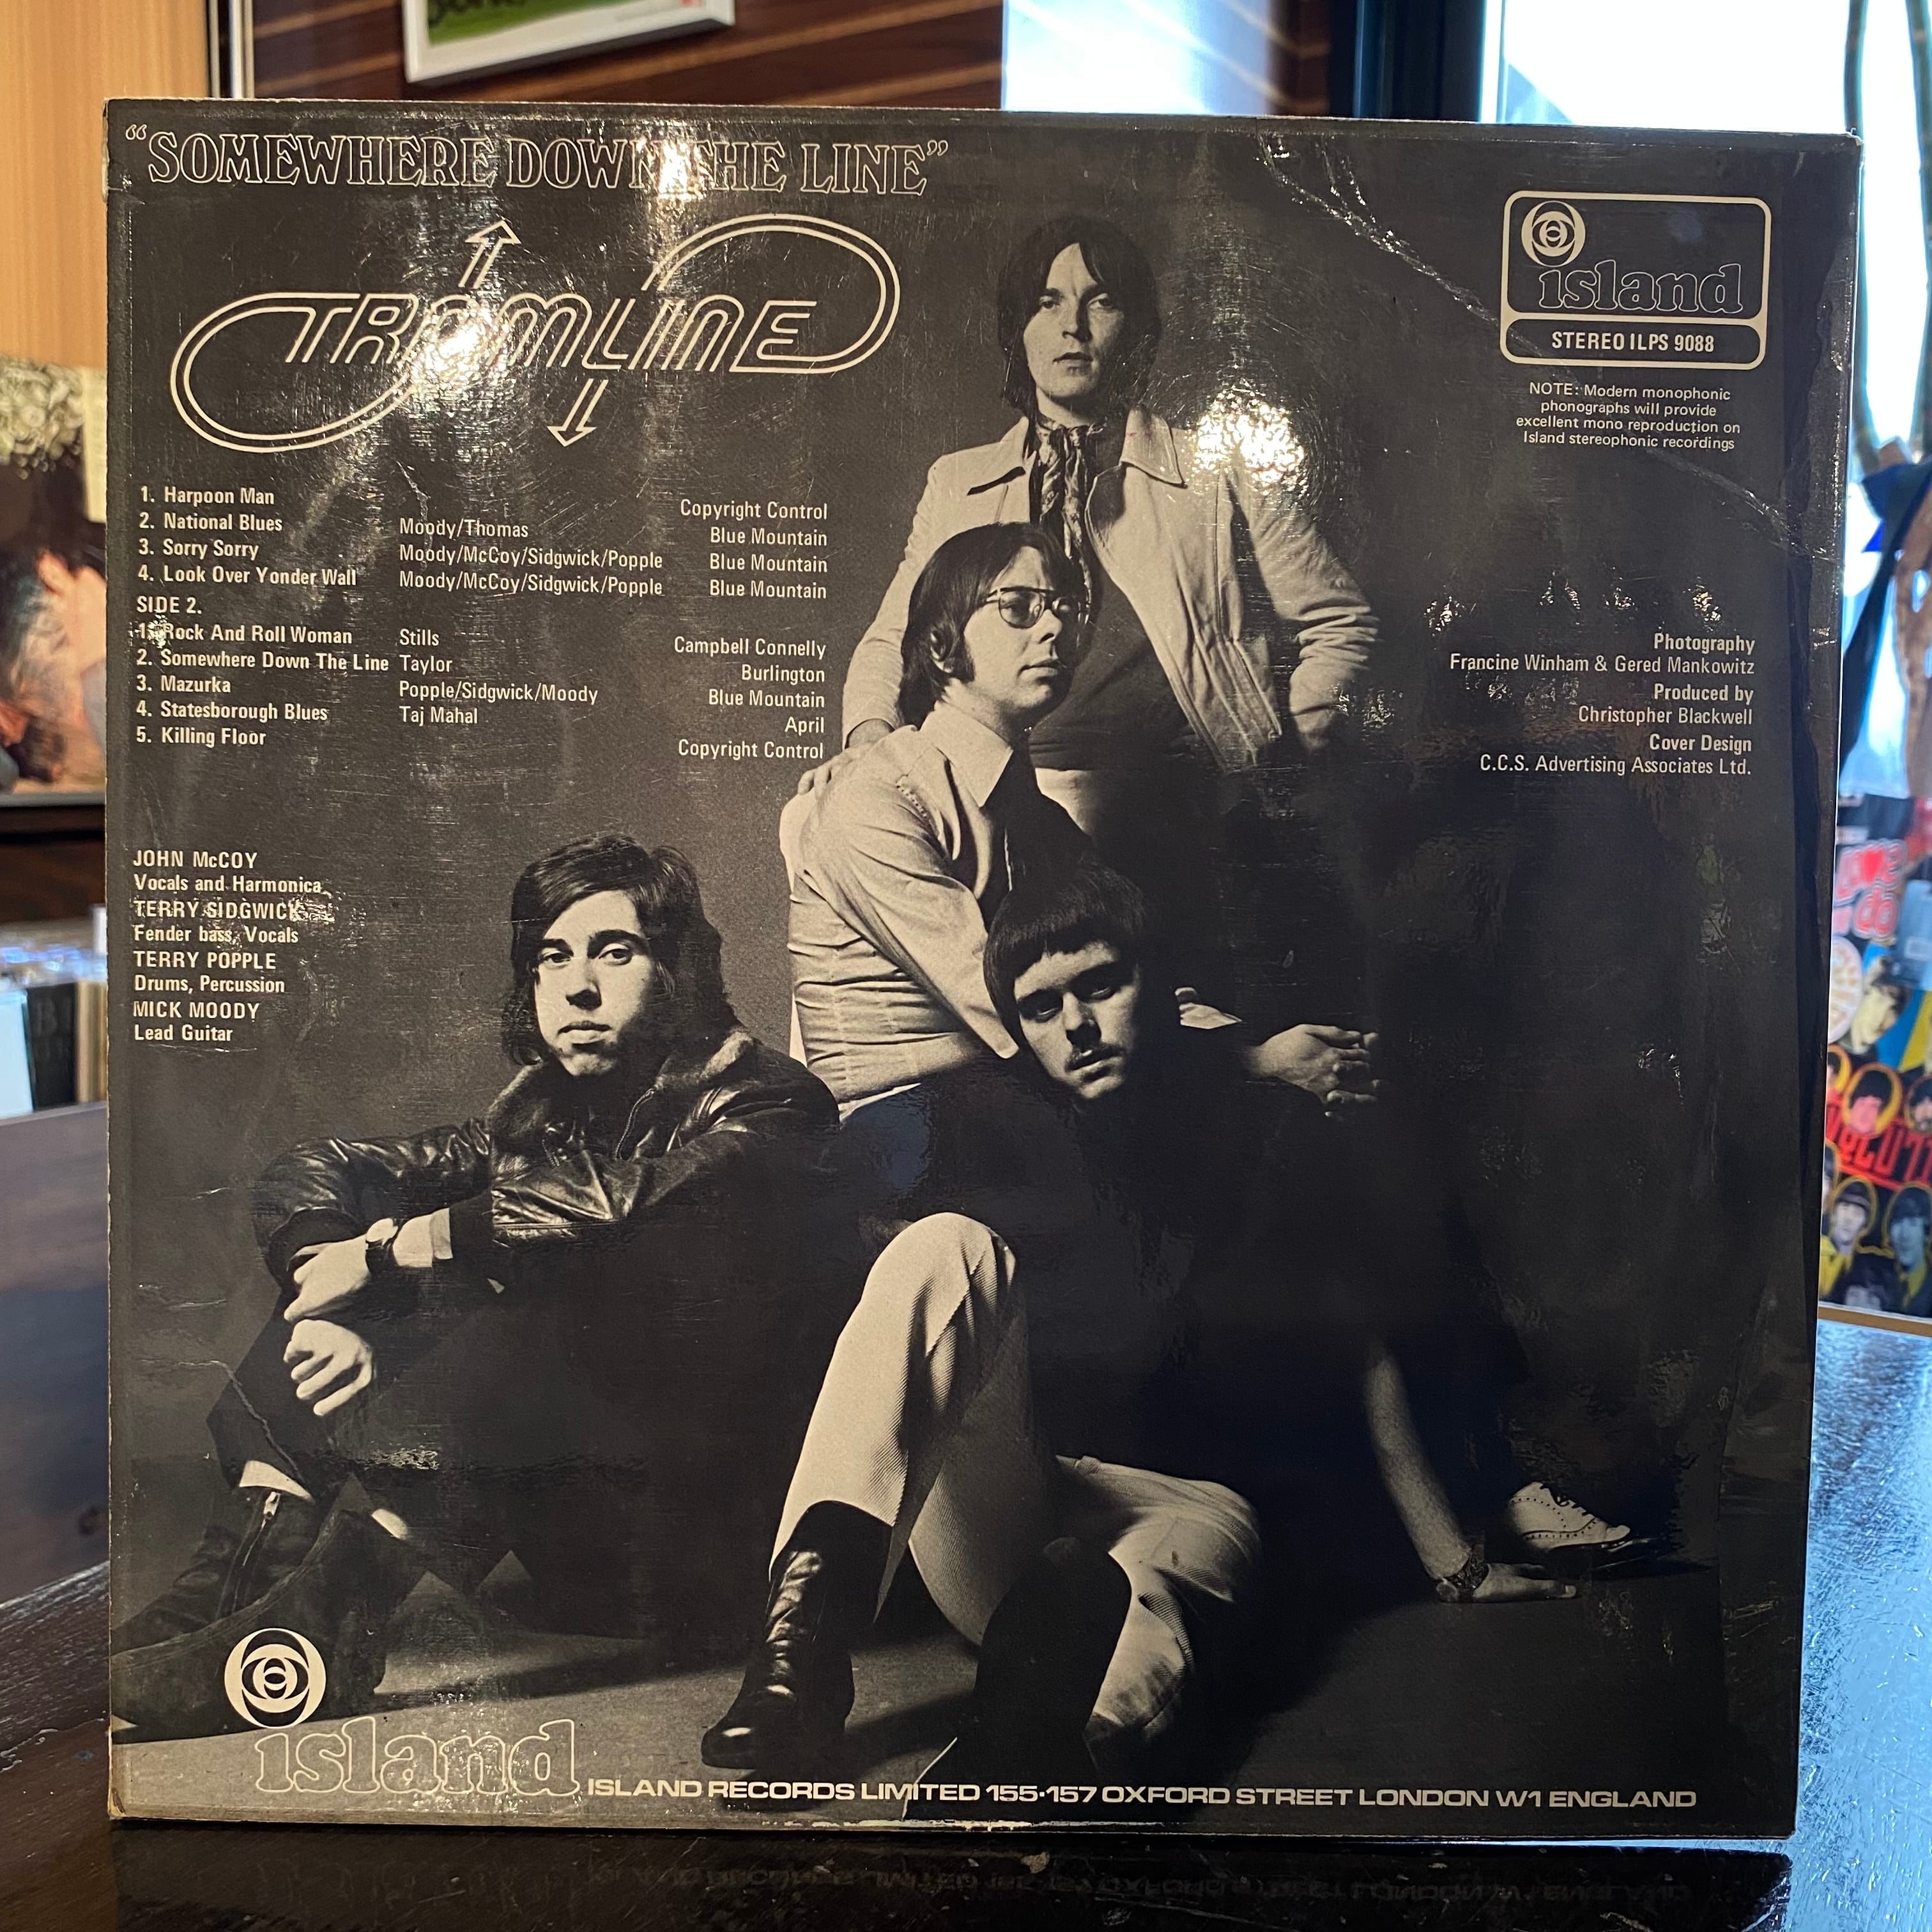 "SOMEWHERE DOWN THE LINE"
TRAMLINE
island
STEREO ILPS 9088
NOTE: Modern monophonic
phonographs will provide
excellent mono reproduction on
Island stereophonic recordings
1. Harpoon Man Copyright Control
2. National Blues Moody/Thomas Blue Mountain
3. Sorry Sorry Moody/McCoy/Sidgwick/Popple Blue Mountain
4. Look Over Yonder Wall Moody/McCoy/Sidgwick/Popple Blue Mountain
SIDE 2.
1. Rock And Roll Woman Stills Campbell Connelly
2. Somewhere Down The Line Taylor Burlington
3. Mazurka Popple/Sidgwick/Moody Blue Mountain
4. Statesborough Blues Taj Mahal April
5. Killing Floor Copyright Control
Photography
Francine Winham & Gered Mankowitz
Produced by
Christopher Blackwell
Cover Design
C.C.S. Advertising Associates Ltd.
JOHN McCOY
Vocals and Harmonica
TERRY SIDGWICK
Fender bass, Vocals
TERRY POPPLE
Drums, Percussion
MICK MOODY
Lead Guitar
island
ISLAND RECORDS LIMITED 155·157 OXFORD STREET LONDON W1 ENGLAND